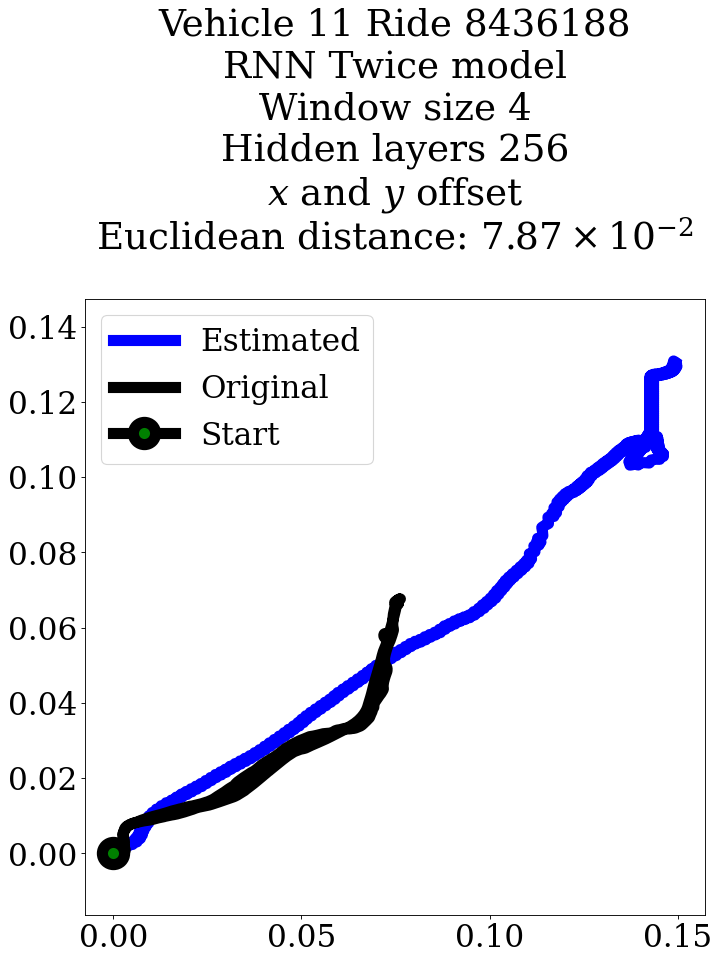 Vehicle 11 Ride 8436188
RNN Twice model
Window size 4
Hidden layers 256
x and y offset
Euclidean distance: 7.87 × 10⁻²
Estimated
Original
Start
0.14
0.12
0.10
0.08
0.06
0.04
0.02
0.00
0.00 0.05 0.10 0.15